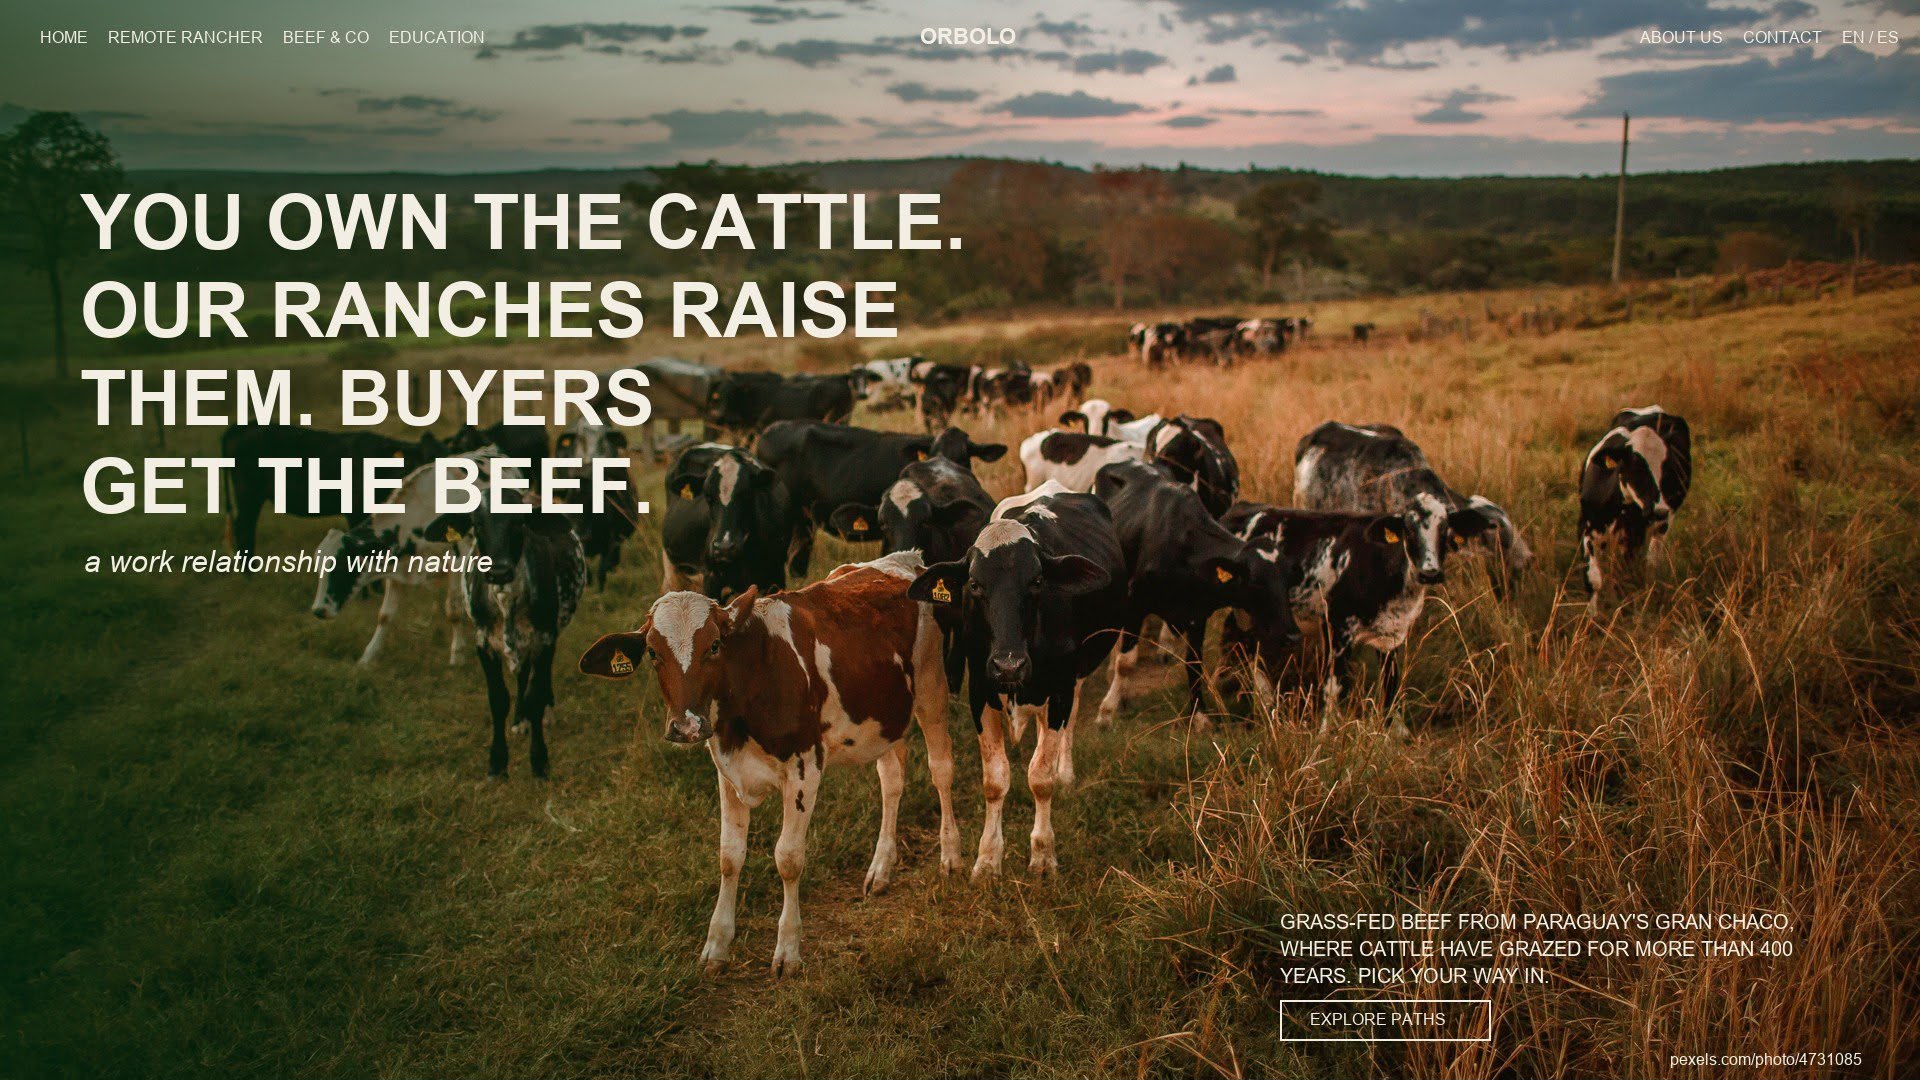 HOME REMOTE RANCHER BEEF & CO EDUCATION ORBOLO ABOUT US CONTACT EN / ES
YOU OWN THE CATTLE.
OUR RANCHES RAISE
THEM. BUYERS
GET THE BEEF.
a work relationship with nature
1255
GRASS-FED BEEF FROM PARAGUAY'S GRAN CHACO,
WHERE CATTLE HAVE GRAZED FOR MORE THAN 400
YEARS. PICK YOUR WAY IN.
EXPLORE PATHS
pexels.com/photo/4731085